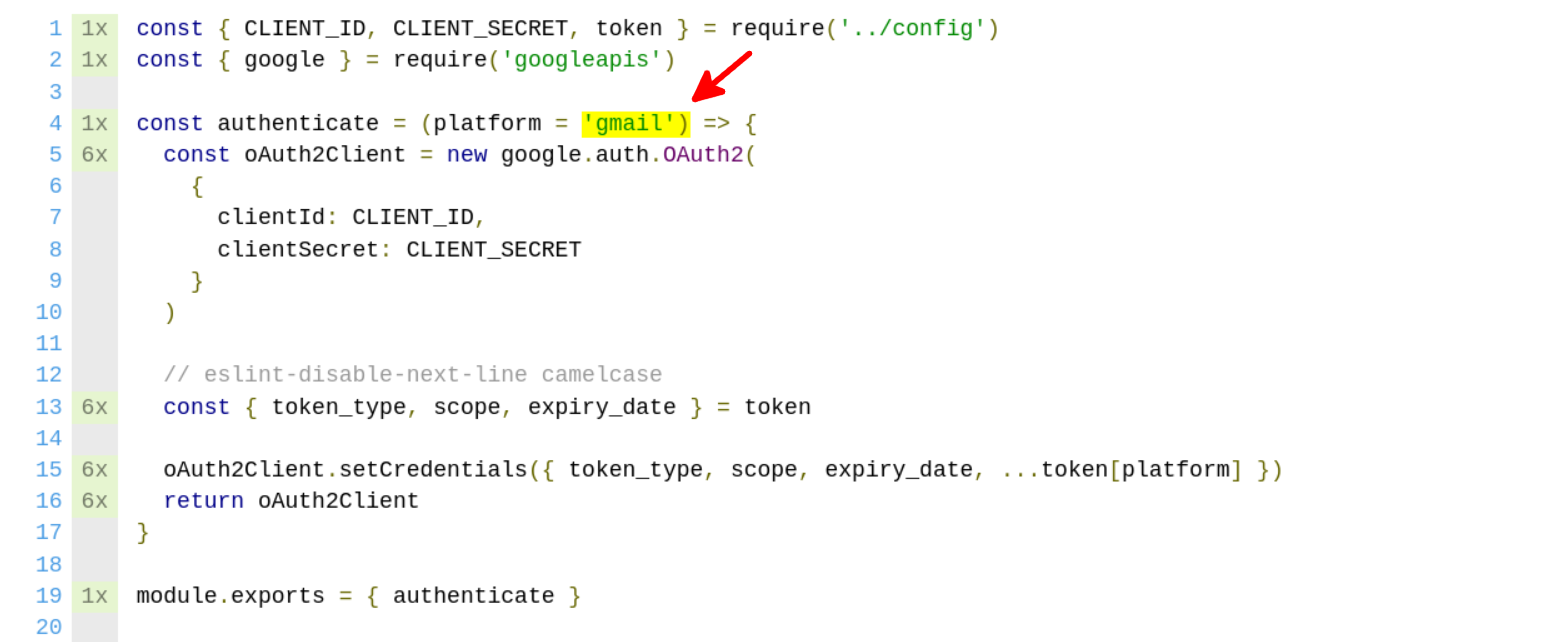 1 1x const { CLIENT_ID, CLIENT_SECRET, token } = require('../config')
2 1x const { google } = require('googleapis')
3
4 1x const authenticate = (platform = 'gmail') => {
5 6x   const oAuth2Client = new google.auth.OAuth2(
6        {
7          clientId: CLIENT_ID,
8          clientSecret: CLIENT_SECRET
9        }
10      )
11
12      // eslint-disable-next-line camelcase
13 6x   const { token_type, scope, expiry_date } = token
14
15 6x   oAuth2Client.setCredentials({ token_type, scope, expiry_date, ...token[platform] })
16 6x   return oAuth2Client
17    }
18
19 1x module.exports = { authenticate }
20